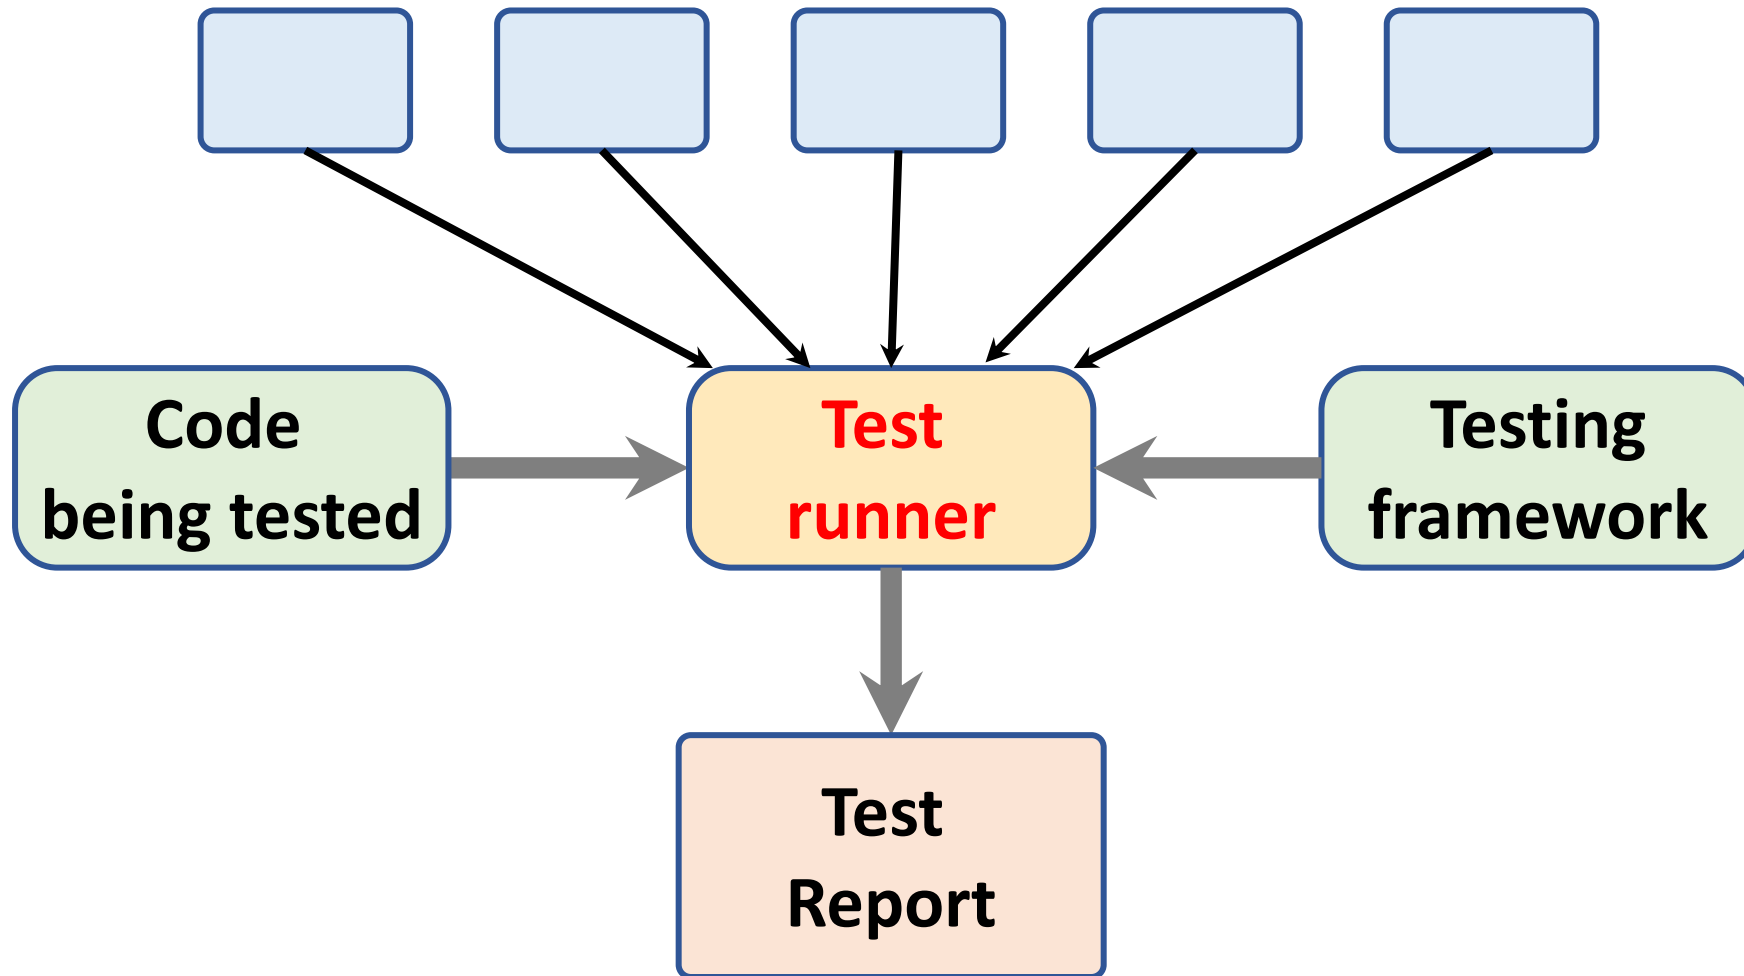 Code
being tested
Test
runner
Testing
framework
Test
Report